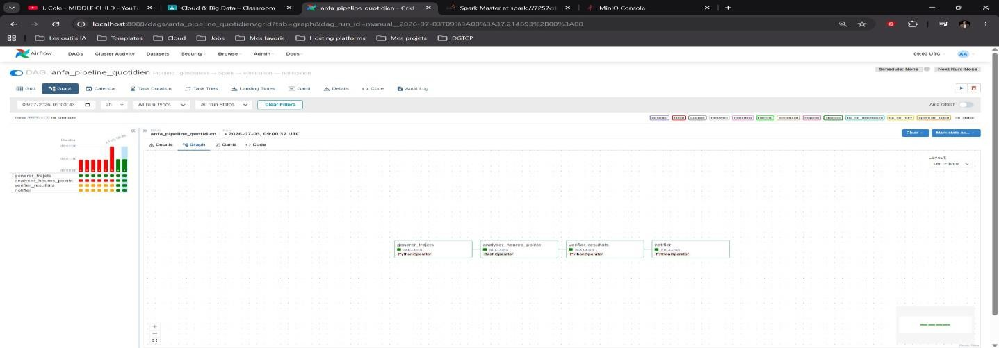 J. Cole - MIDDLE CHILD - YouTu
Cloud & Big Data – Classroom
anfa_pipeline_quotidien - Grid
Spark Master at spark://7257cd
MinIO Console
localhost:8088/dags/anfa_pipeline_quotidien/grid?tab=graph&dag_run_id=manual__2026-07-03T09%3A00%3A37.214693%2B00%3A00
Les outils IA
Templates
Cloud
Jobs
Mes favoris
Hosting platforms
Mes projets
DGTCP
Airflow
DAGs
Cluster Activity
Datasets
Security
Browse
Admin
Docs
09:03 UTC
AA
DAG: anfa_pipeline_quotidien Pipeline : génération → Spark → vérification → notification
Schedule: None
Next Run: None
Grid
Graph
Calendar
Task Duration
Task Tries
Landing Times
Gantt
Details
<> Code
Audit Log
03/07/2026 09:03:43
25
All Run Types
All Run States
Clear Filters
Auto-refresh
Press shift + / for Shortcuts
deferred failed queued removed restarting running scheduled skipped success up_for_reschedule up_for_retry upstream_failed no_status
DAG
anfa_pipeline_quotidien
Run
2026-07-03, 09:00:37 UTC
Clear
Mark state as...
Details
Graph
Gantt
<> Code
Duration
00:01:10
00:00:00
generer_trajets
analyser_heures_pointe
verifier_resultats
notifier
Layout:
Left -> Right
generer_trajets
success
PythonOperator
analyser_heures_pointe
success
BashOperator
verifier_resultats
success
PythonOperator
notifier
success
PythonOperator
React Flow